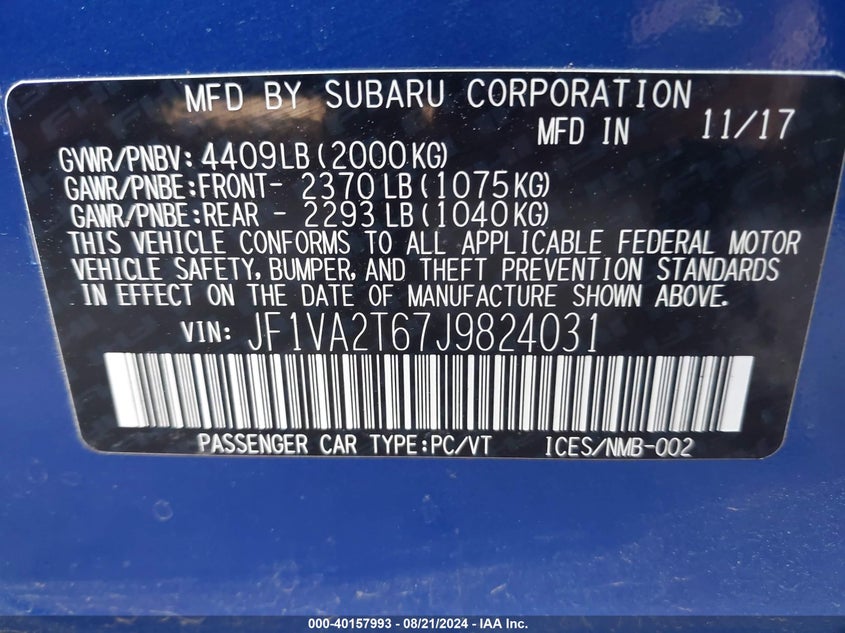 MFD BY SUBARU CORPORATION
MFD IN 11/17
GVWR/PNBV: 4409LB(2000KG)
GAWR/PNBE:FRONT- 2370LB(1075KG)
GAWR/PNBE:REAR - 2293LB(1040KG)
THIS VEHICLE CONFORMS TO ALL APPLICABLE FEDERAL MOTOR
VEHICLE SAFETY, BUMPER, AND THEFT PREVENTION STANDARDS
IN EFFECT ON THE DATE OF MANUFACTURE SHOWN ABOVE.
VIN: JF1VA2T67J9824031
PASSENGER CAR TYPE:PC/VT ICES/NMB-002
000-40157993 - 08/21/2024 - IAA Inc.